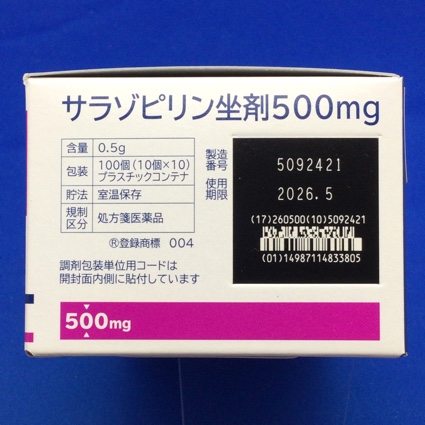 サラゾピリン坐剤500mg
含量 0.5g
包装 100個（10個×10）
プラスチックコンテナ
貯法 室温保存
規制
区分 処方箋医薬品
Ⓡ登録商標 004
調剤包装単位用コードは
開封面内側に貼付しています
製造
番号 5092421
使用
期限 2026.5
(17)260500(10)5092421
(01)14987114833805
500mg